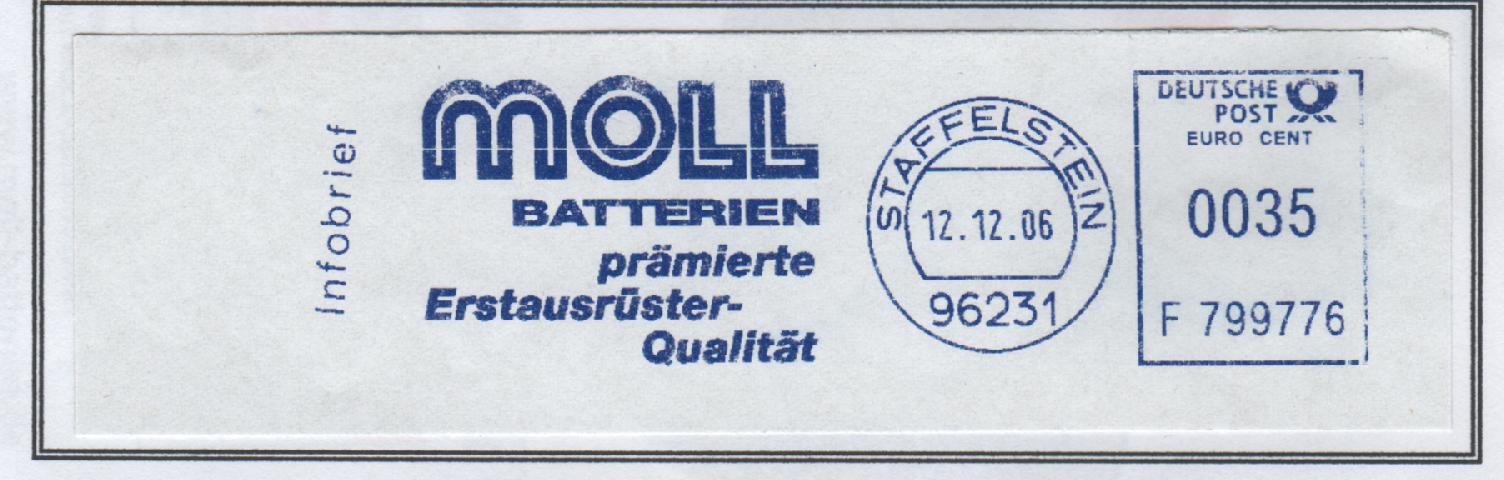 Infobrief
MOLL
BATTERIEN
prämierte
Erstausrüster-
Qualität
STAFFELSTEIN
12.12.06
96231
DEUTSCHE
POST
EURO CENT
0035
F 799776